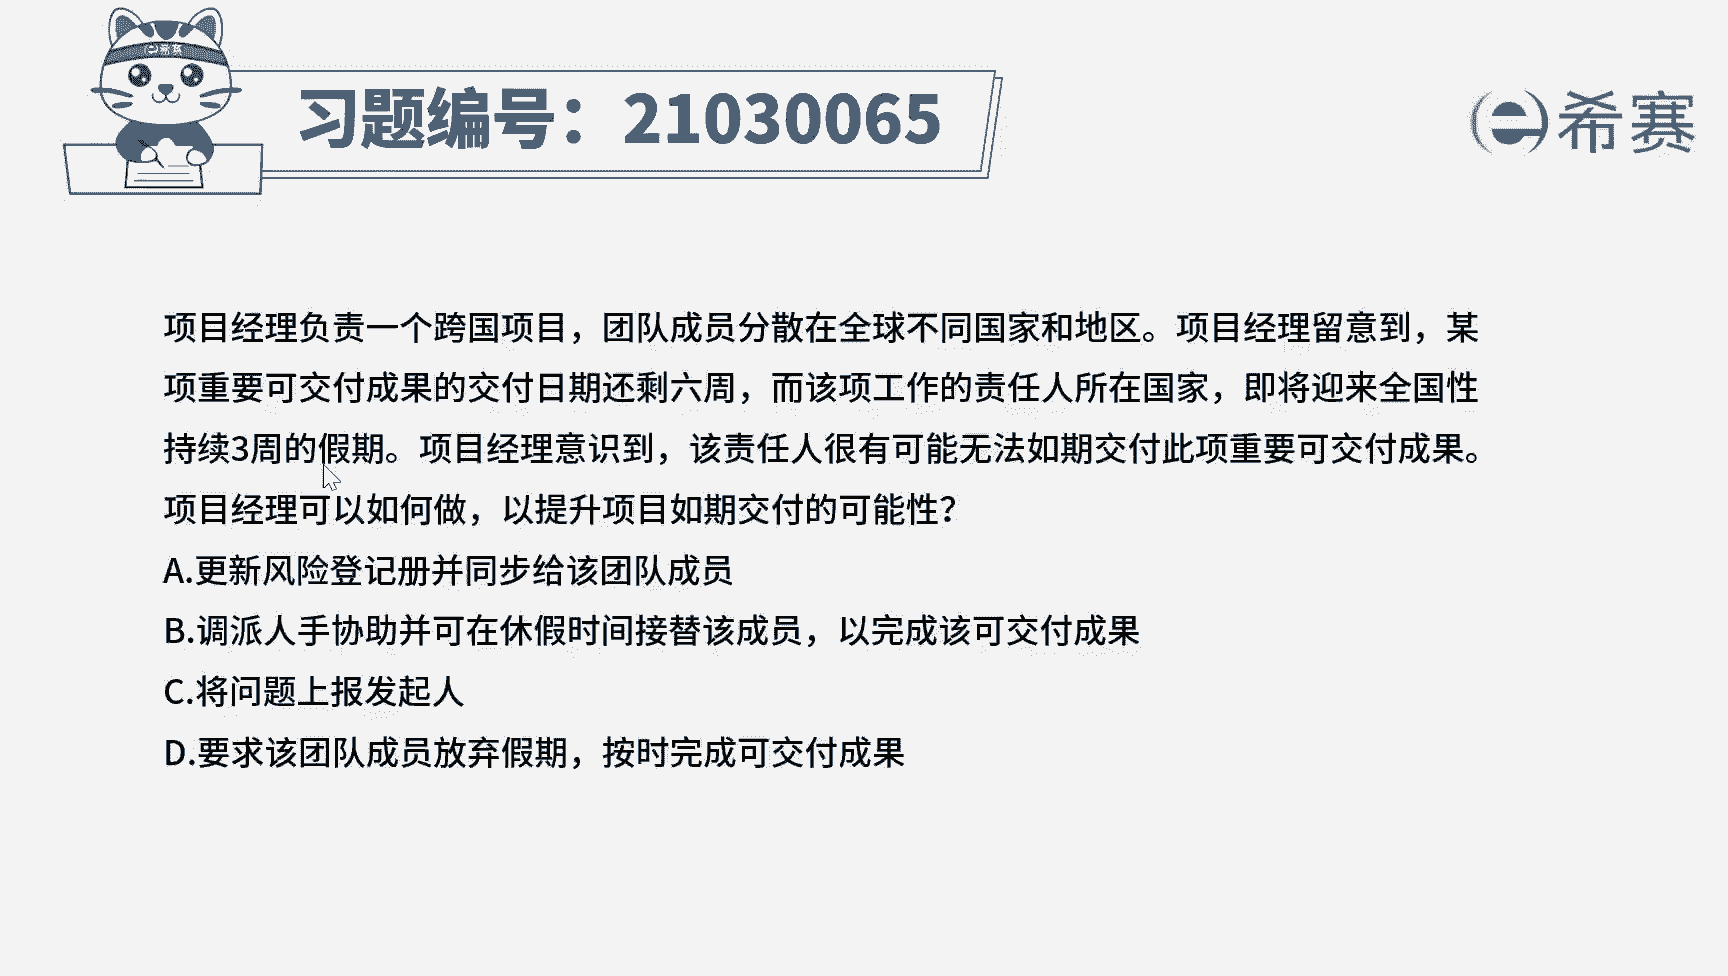 希赛
习题编号：21030065
希赛
项目经理负责一个跨国项目，团队成员分散在全球不同国家和地区。项目经理留意到，某
项重要可交付成果的交付日期还剩六周，而该项工作的责任人所在国家，即将迎来全国性
持续3周的假期。项目经理意识到，该责任人很有可能无法如期交付此项重要可交付成果。
项目经理可以如何做，以提升项目如期交付的可能性？
A.更新风险登记册并同步给该团队成员
B.调派人手协助并可在休假时间接替该成员，以完成该可交付成果
C.将问题上报发起人
D.要求该团队成员放弃假期，按时完成可交付成果